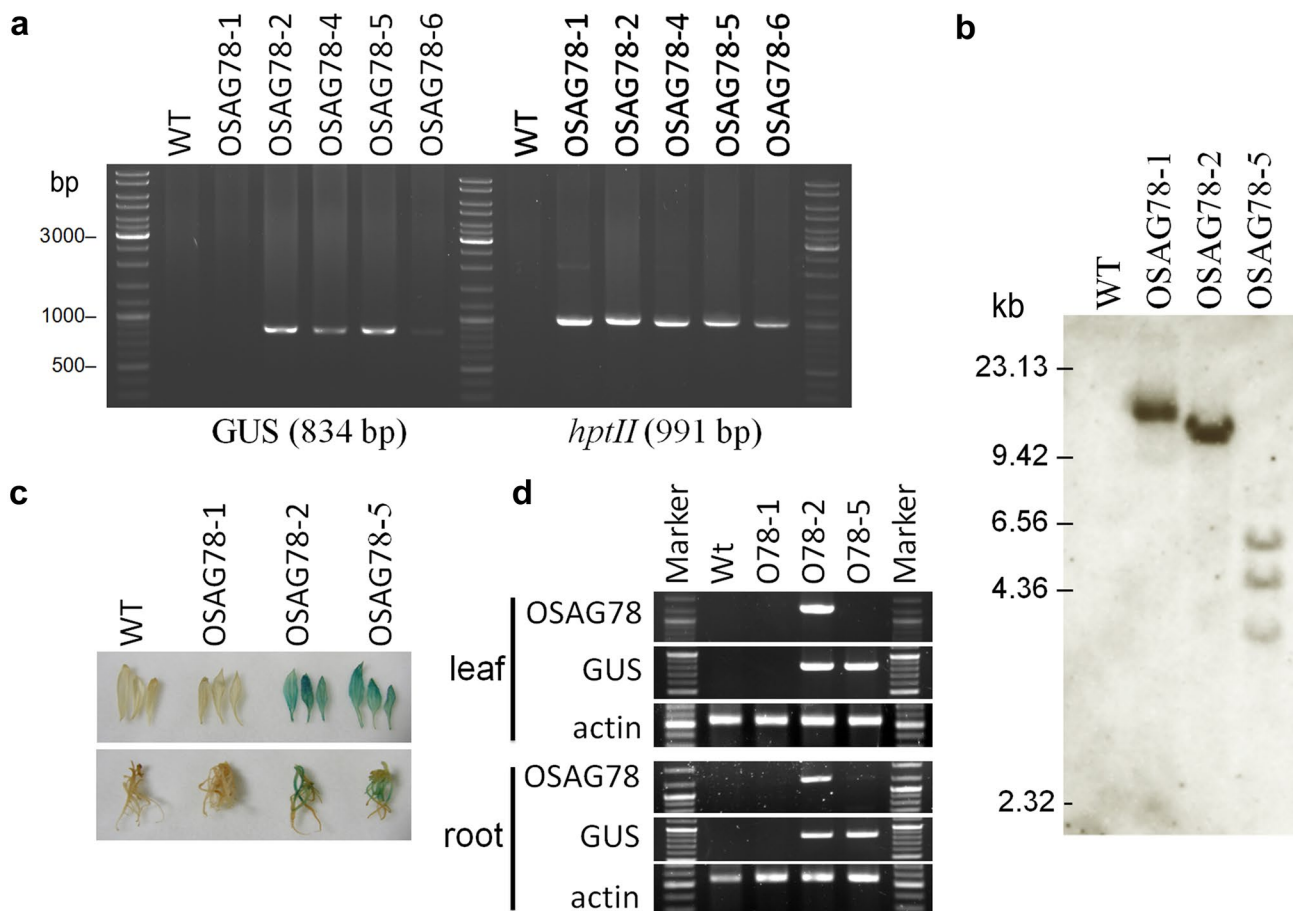 a
WT
OSAG78-1
OSAG78-2
OSAG78-4
OSAG78-5
OSAG78-6
WT
OSAG78-1
OSAG78-2
OSAG78-4
OSAG78-5
OSAG78-6
bp
3000–
1000–
500–
GUS (834 bp)
hptII (991 bp)
b
WT
OSAG78-1
OSAG78-2
OSAG78-5
kb
23.13
9.42
6.56
4.36
2.32
c
WT
OSAG78-1
OSAG78-2
OSAG78-5
d
Marker
Wt
O78-1
O78-2
O78-5
Marker
leaf
OSAG78
GUS
actin
root
OSAG78
GUS
actin